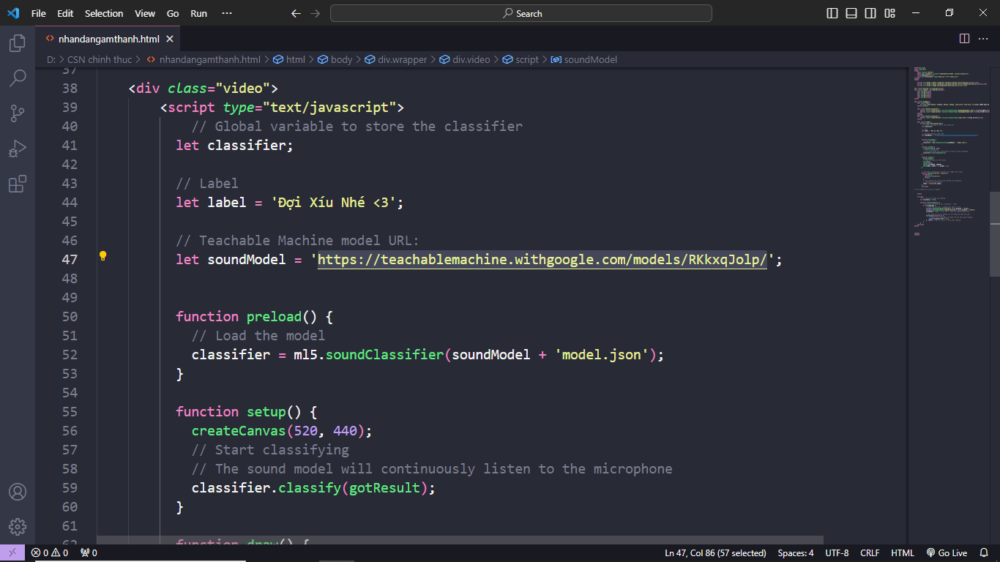 File Edit Selection View Go Run ··· Search
nhandangamthanh.html
D: > CSN chinh thuc > nhandangamthanh.html > html > body > div.wrapper > div.video > script > soundModel
37
38 <div class="video">
39 <script type="text/javascript">
40 // Global variable to store the classifier
41 let classifier;
42
43 // Label
44 let label = 'Đợi Xíu Nhé <3';
45
46 // Teachable Machine model URL:
47 let soundModel = 'https://teachablemachine.withgoogle.com/models/RKkxqJolp/';
48
49
50 function preload() {
51 // Load the model
52 classifier = ml5.soundClassifier(soundModel + 'model.json');
53 }
54
55 function setup() {
56 createCanvas(520, 440);
57 // Start classifying
58 // The sound model will continuously listen to the microphone
59 classifier.classify(gotResult);
60 }
61
62 function draw() {
0 0 0 Ln 47, Col 86 (57 selected) Spaces: 4 UTF-8 CRLF HTML Go Live